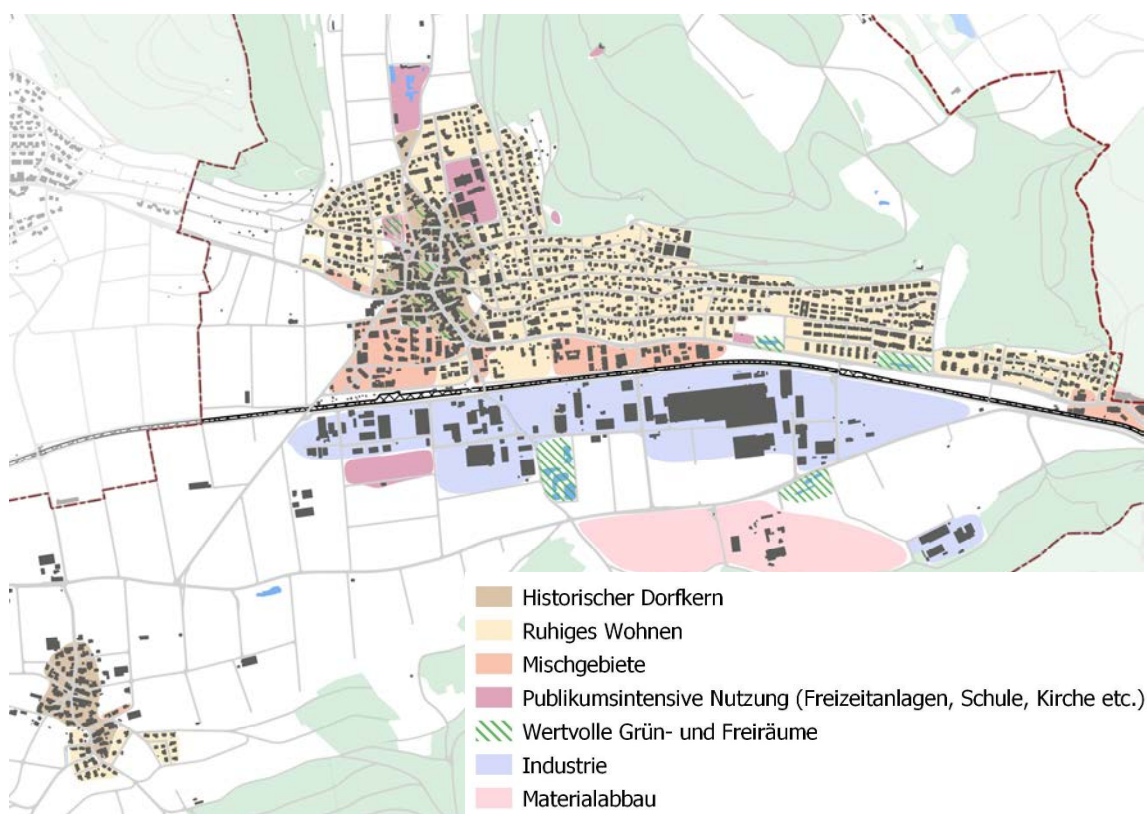 Historischer Dorfkern
Ruhiges Wohnen
Mischgebiete
Publikumsintensive Nutzung (Freizeitanlagen, Schule, Kirche etc.)
Wertvolle Grün- und Freiräume
Industrie
Materialabbau